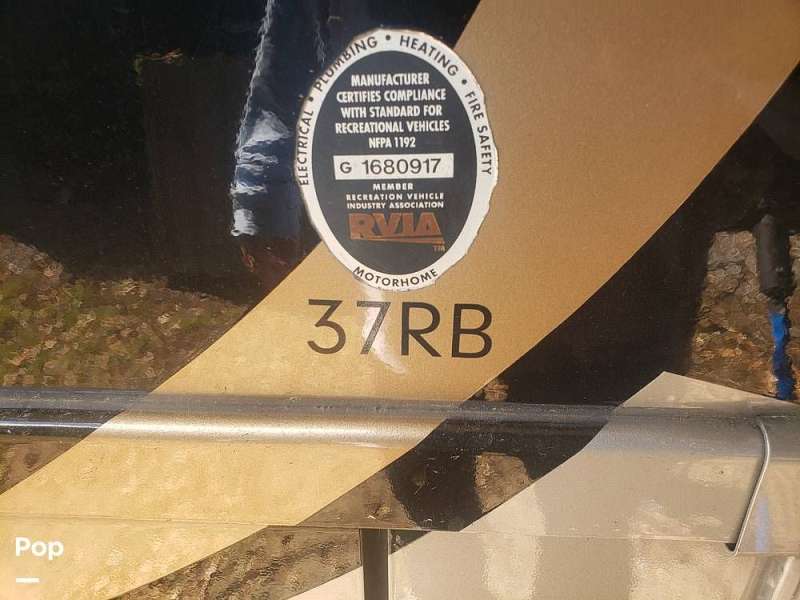 ELECTRICAL • PLUMBING • HEATING • FIRE SAFETY
MANUFACTURER
CERTIFIES COMPLIANCE
WITH STANDARD FOR
RECREATIONAL VEHICLES
NFPA 1192
G 1680917
MEMBER
RECREATION VEHICLE
INDUSTRY ASSOCIATION
RVIA TM
MOTORHOME
37RB
Pop